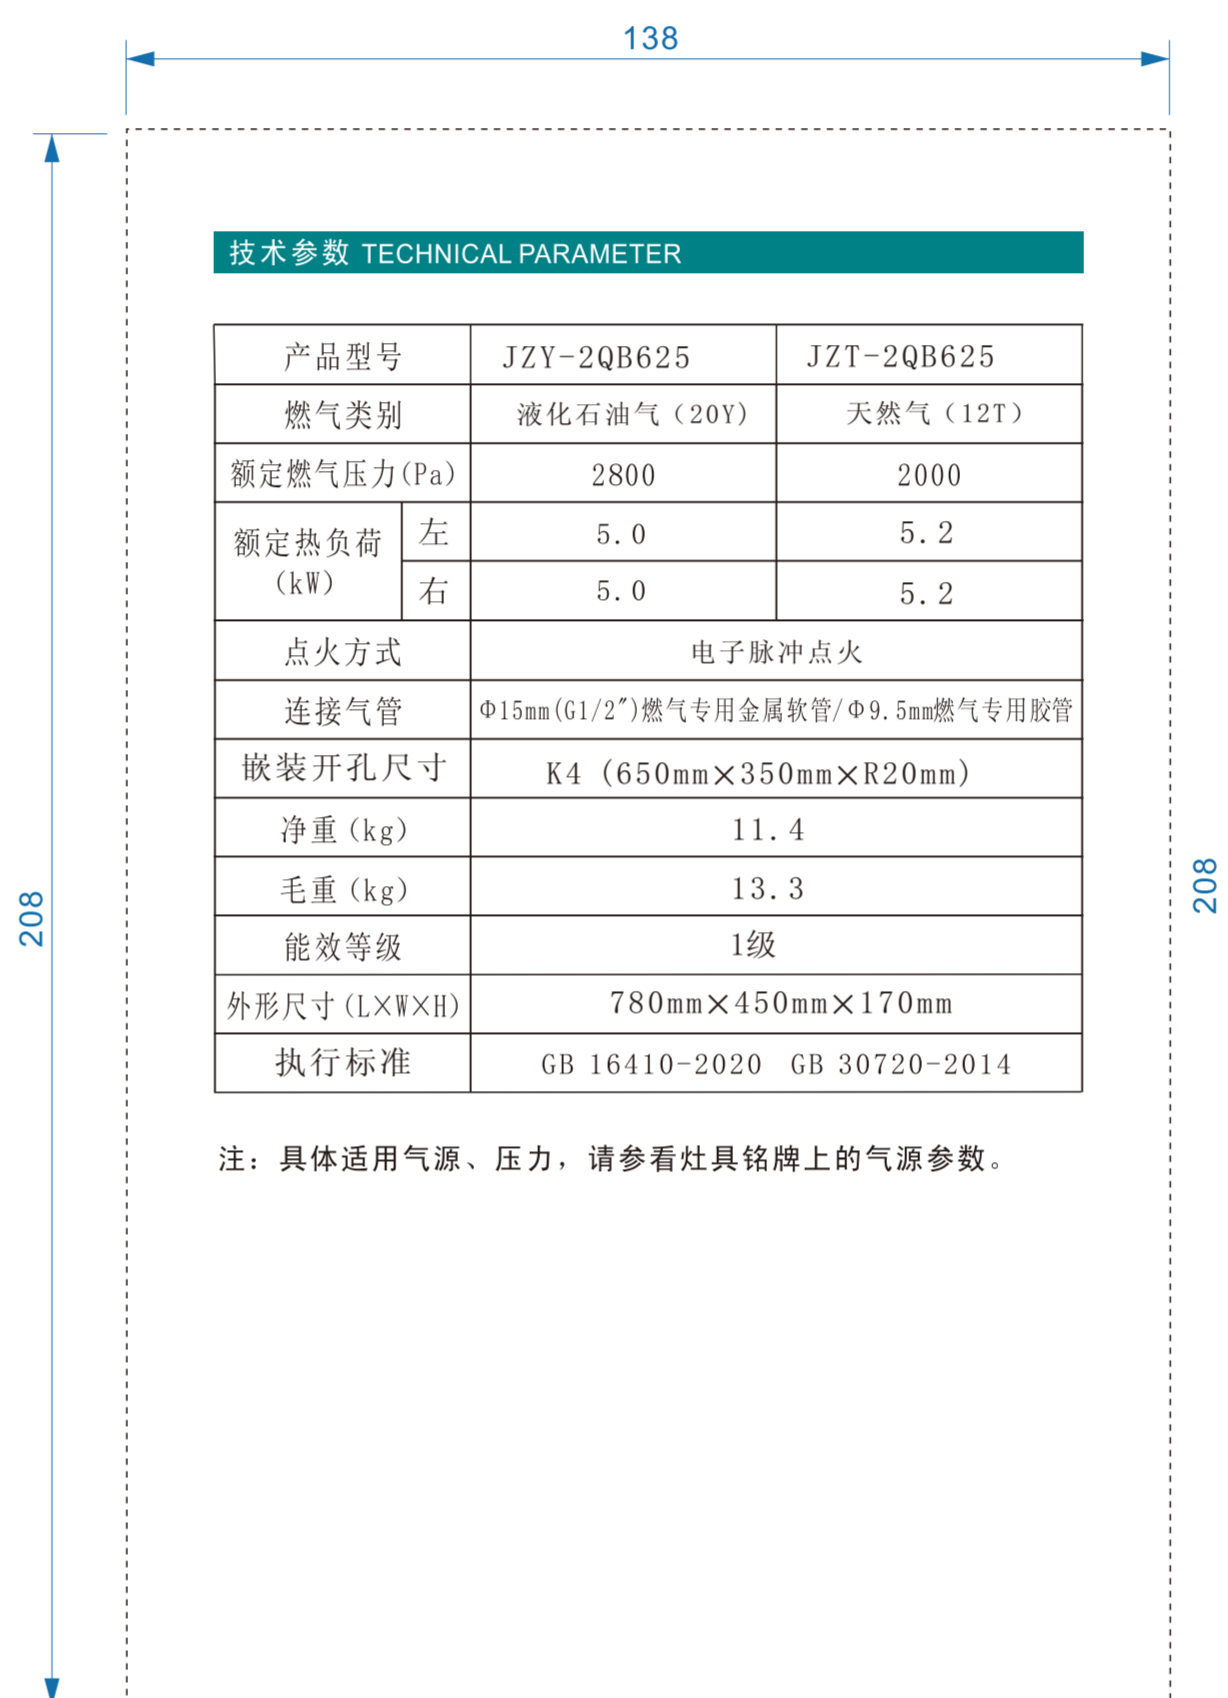 138
技术参数 TECHNICAL PARAMETER
产品型号 JZY-2QB625 JZT-2QB625
燃气类别 液化石油气（20Y） 天然气（12T）
额定燃气压力(Pa) 2800 2000
额定热负荷 (kW) 左 5.0 5.2
右 5.0 5.2
点火方式 电子脉冲点火
连接气管 Φ15mm(G1/2″)燃气专用金属软管/Φ9.5mm燃气专用胶管
嵌装开孔尺寸 K4 (650mm×350mm×R20mm)
净重(kg) 11.4
毛重(kg) 13.3
208
208
能效等级 1级
外形尺寸(L×W×H) 780mm×450mm×170mm
执行标准 GB 16410-2020 GB 30720-2014
注：具体适用气源、压力，请参看灶具铭牌上的气源参数。